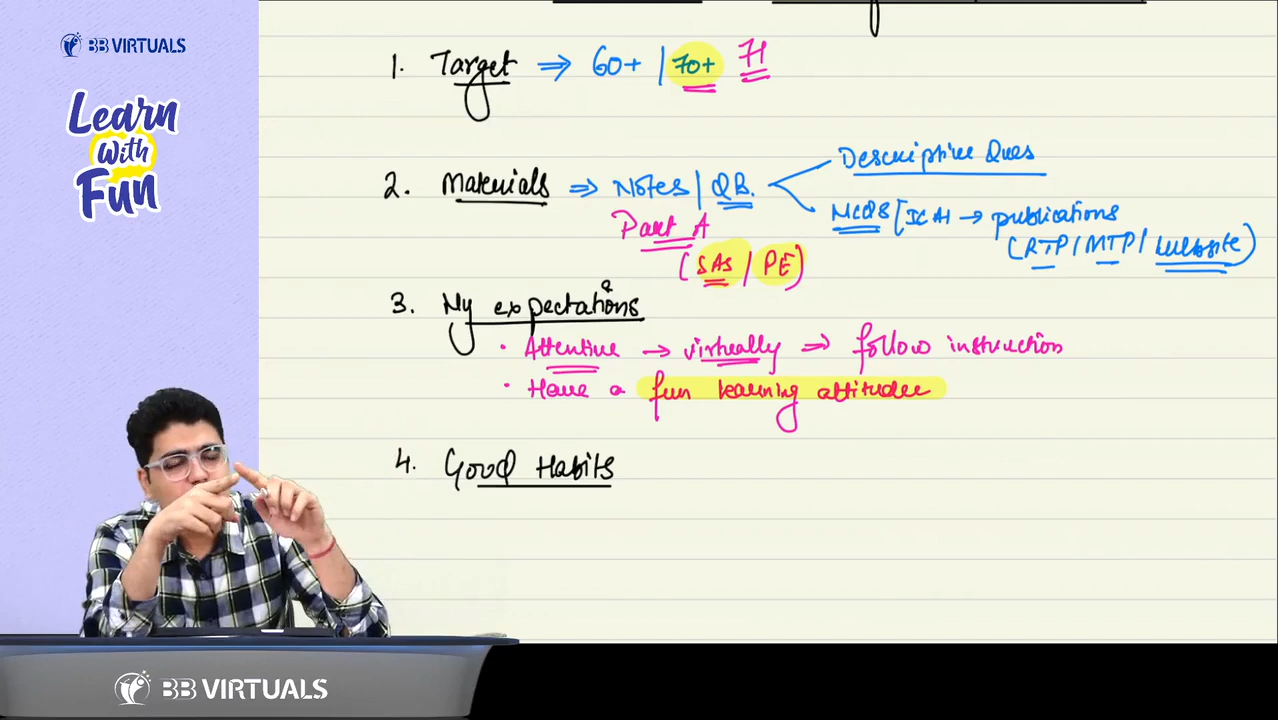 BB VIRTUALS
Learn
With
Fun
1. Target ⇒ 60+ | 70+ 71
2. Materials ⇒ Notes | QB.
Descriptive Ques
MCQS [ICAI → publications
(RTP/MTP/Website)
Part A
(SAs / PE)
3. My expectations
• Attentive → virtually ⇒ follow instruction
• Have a fun learning attitude
4. Good Habits
BB VIRTUALS